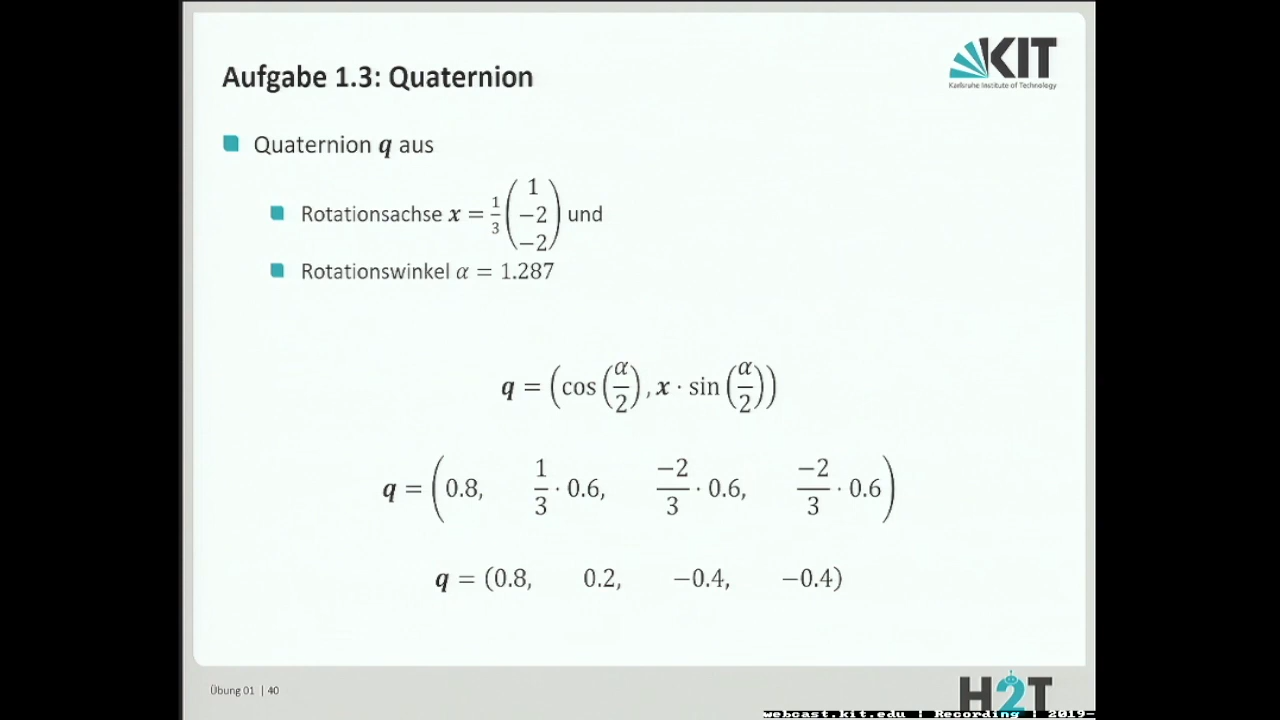 KIT
Karlsruhe Institute of Technology
Aufgabe 1.3: Quaternion
Quaternion q aus
Rotationsachse x = 1/3 (1 −2 −2) und
Rotationswinkel α = 1.287
q = (cos(α/2), x · sin(α/2))
q = (0.8, 1/3 · 0.6, −2/3 · 0.6, −2/3 · 0.6)
q = (0.8, 0.2, −0.4, −0.4)
Übung 01 | 40
H2T
webcast.kit.edu | Recording | 2019-